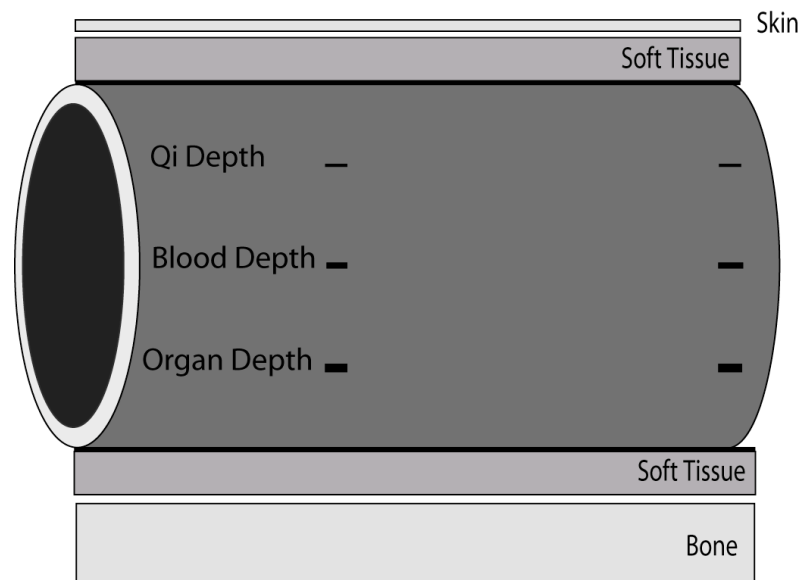 Skin
Soft Tissue
Qi Depth
Blood Depth
Organ Depth
Soft Tissue
Bone